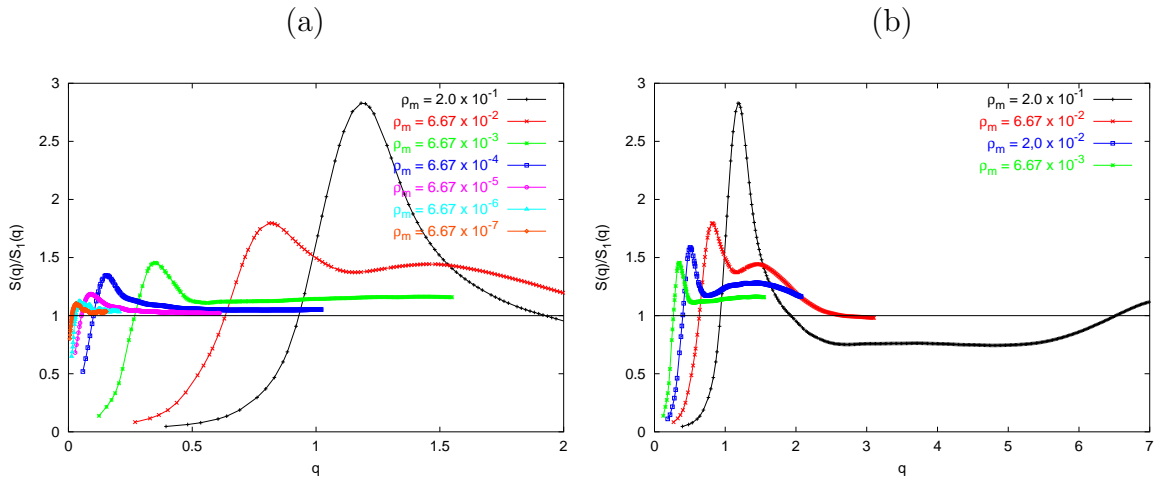 (a)
S(q)/S₁(q)
3
2.5
2
1.5
1
0.5
0
0 0.5 1 1.5 2
q
ρₘ = 2.0 x 10⁻¹
ρₘ = 6.67 x 10⁻²
ρₘ = 6.67 x 10⁻³
ρₘ = 6.67 x 10⁻⁴
ρₘ = 6.67 x 10⁻⁵
ρₘ = 6.67 x 10⁻⁶
ρₘ = 6.67 x 10⁻⁷
(b)
S(q)/S₁(q)
3
2.5
2
1.5
1
0.5
0
0 1 2 3 4 5 6 7
q
ρₘ = 2.0 x 10⁻¹
ρₘ = 6.67 x 10⁻²
ρₘ = 2,0 x 10⁻²
ρₘ = 6.67 x 10⁻³